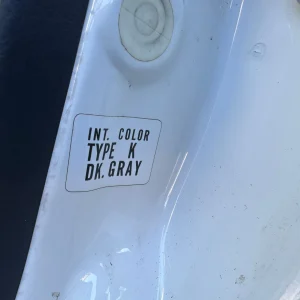 INT. COLOR
TYPE K
DK. GRAY